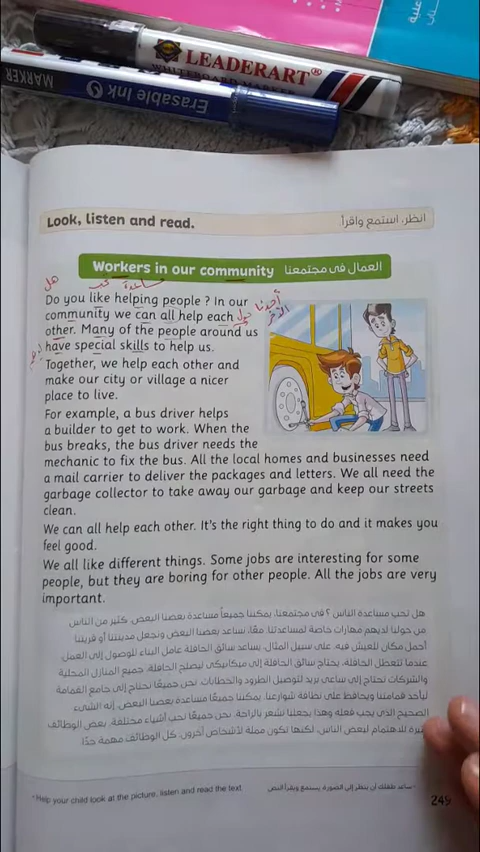 LEADERART®
WHITEBOARD MARKER
Erasable Ink
MARKER
Look, listen and read.
انظر، استمع واقرأ.
Workers in our community العمال في مجتمعنا
Do you like helping people ? In our
community we can all help each
other. Many of the people around us
have special skills to help us.
Together, we help each other and
make our city or village a nicer
place to live.
For example, a bus driver helps
a builder to get to work. When the
bus breaks, the bus driver needs the
mechanic to fix the bus. All the local homes and businesses need
a mail carrier to deliver the packages and letters. We all need the
garbage collector to take away our garbage and keep our streets
clean.
We can all help each other. It's the right thing to do and it makes you
feel good.
We all like different things. Some jobs are interesting for some
people, but they are boring for other people. All the jobs are very
important.
هل تحب مساعدة الناس ؟ في مجتمعنا، يمكننا جميعاً مساعدة بعضنا البعض. كثير من الناس
من حولنا لديهم مهارات خاصة لمساعدتنا. معًا، يساعد بعضنا البعض ونجعل مدينتنا أو قريتنا
أجمل مكان للعيش فيه. على سبيل المثال، يساعد سائق الحافلة عامل البناء للوصول إلى العمل.
عندما تتعطل الحافلة، يحتاج سائق الحافلة إلى ميكانيكي ليصلح الحافلة. جميع المنازل المحلية
والشركات تحتاج إلى ساعي بريد لتوصيل الطرود والخطابات. نحن جميعًا نحتاج إلى جامع القمامة
ليأخذ قمامتنا ويحافظ على نظافة شوارعنا. يمكننا جميعًا مساعدة بعضنا البعض. إنه الشيء
الصحيح الذي يجب فعله وهذا يجعلنا نشعر بالراحة. نحن جميعًا نحب أشياء مختلفة. بعض الوظائف
للاهتمام لبعض الناس، لكنها تكون مملة لأشخاص آخرون. كل الوظائف مهمة جدًا.
Help your child look at the picture, listen and read the text
ساعد طفلك أن ينظر إلى الصورة، يستمع ويقرأ النص
249